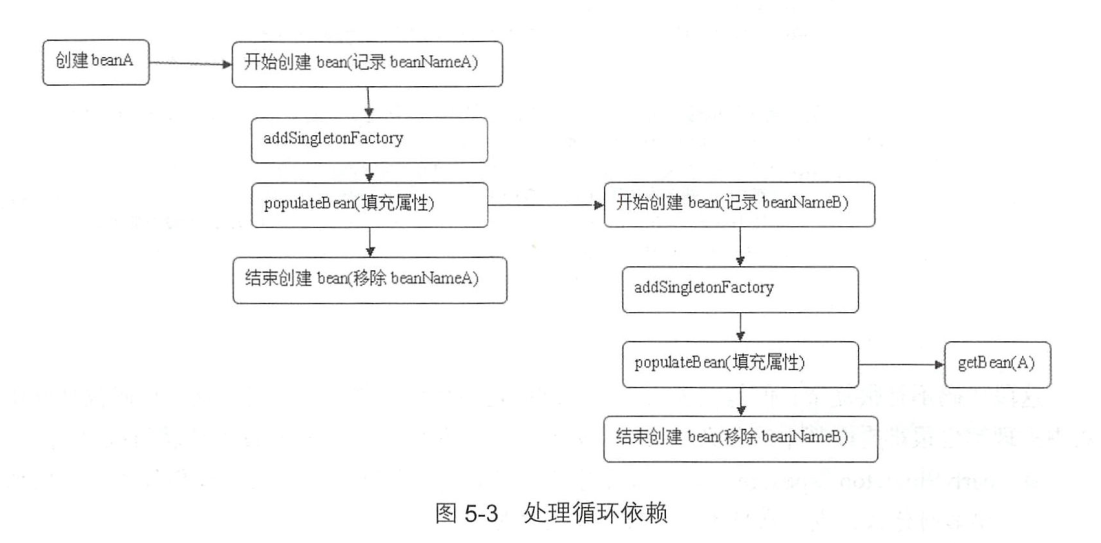 创建 beanA
开始创建 bean(记录 beanNameA)
addSingletonFactory
populateBean(填充属性)
结束创建 bean(移除 beanNameA)
开始创建 bean(记录 beanNameB)
addSingletonFactory
populateBean(填充属性)
getBean(A)
结束创建 bean(移除 beanNameB)
图 5-3 处理循环依赖